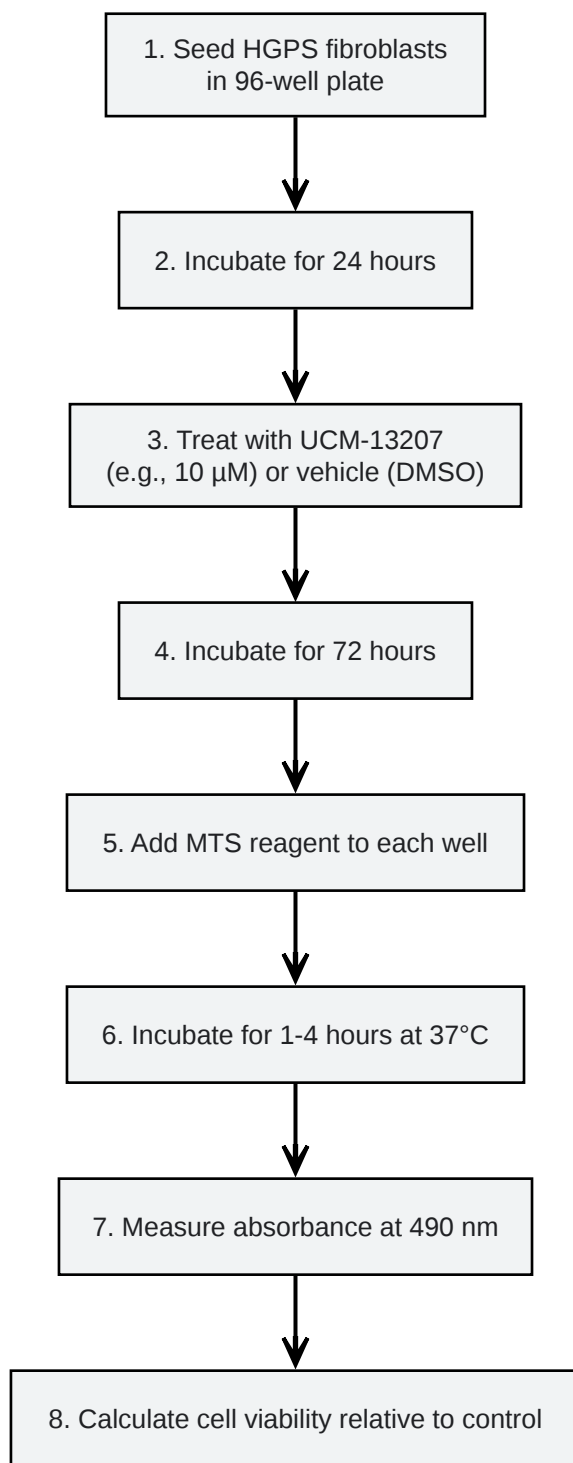 1. Seed HGPS fibroblasts
in 96-well plate
2. Incubate for 24 hours
3. Treat with UCM-13207
(e.g., 10 μM) or vehicle (DMSO)
4. Incubate for 72 hours
5. Add MTS reagent to each well
6. Incubate for 1-4 hours at 37°C
7. Measure absorbance at 490 nm
8. Calculate cell viability relative to control